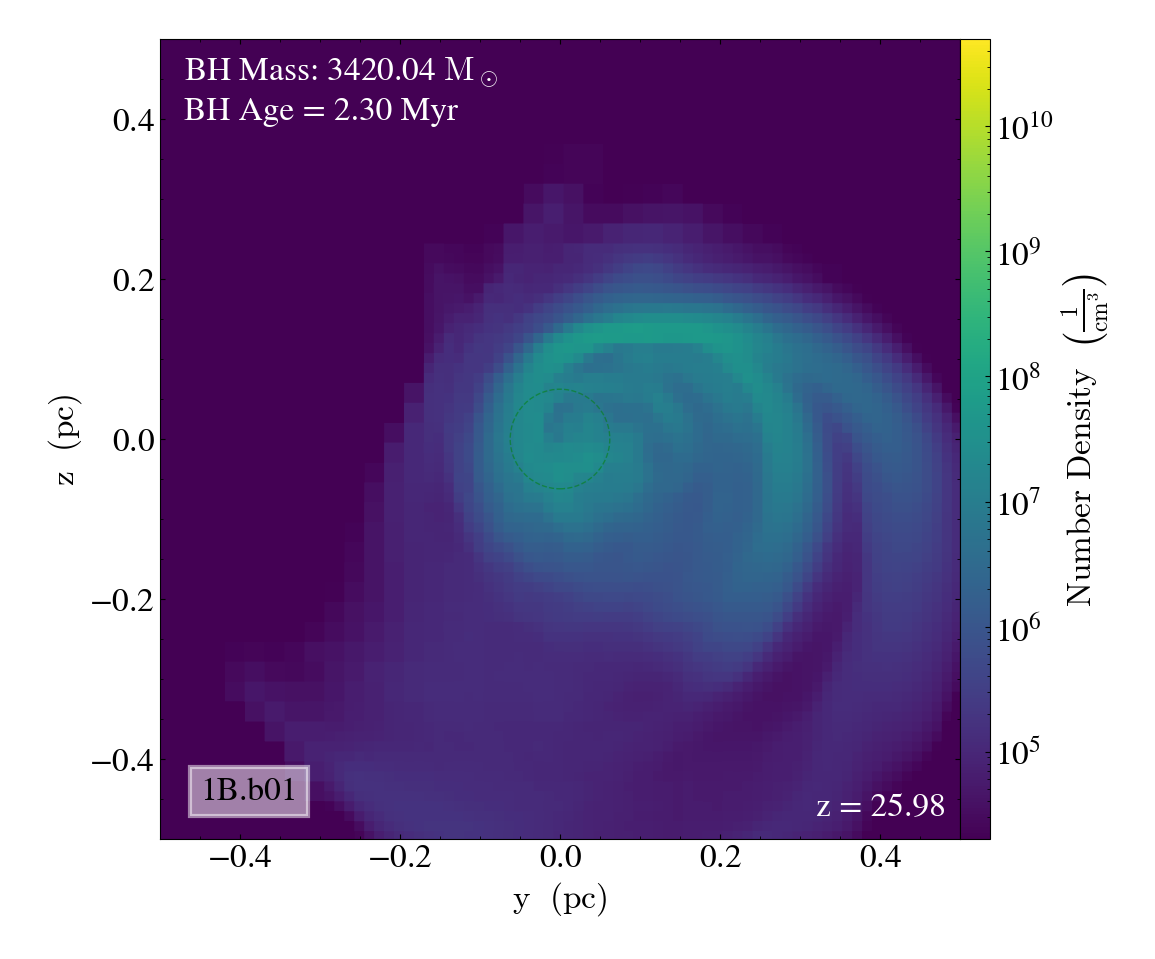 BH Mass: 3420.04 M⊙
BH Age = 2.30 Myr
0.4
0.2
0.0
−0.2
−0.4
z (pc)
1B.b01
z = 25.98
−0.4 −0.2 0.0 0.2 0.4
y (pc)
10¹⁰
10⁹
10⁸
10⁷
10⁶
10⁵
Number Density (1/cm³)